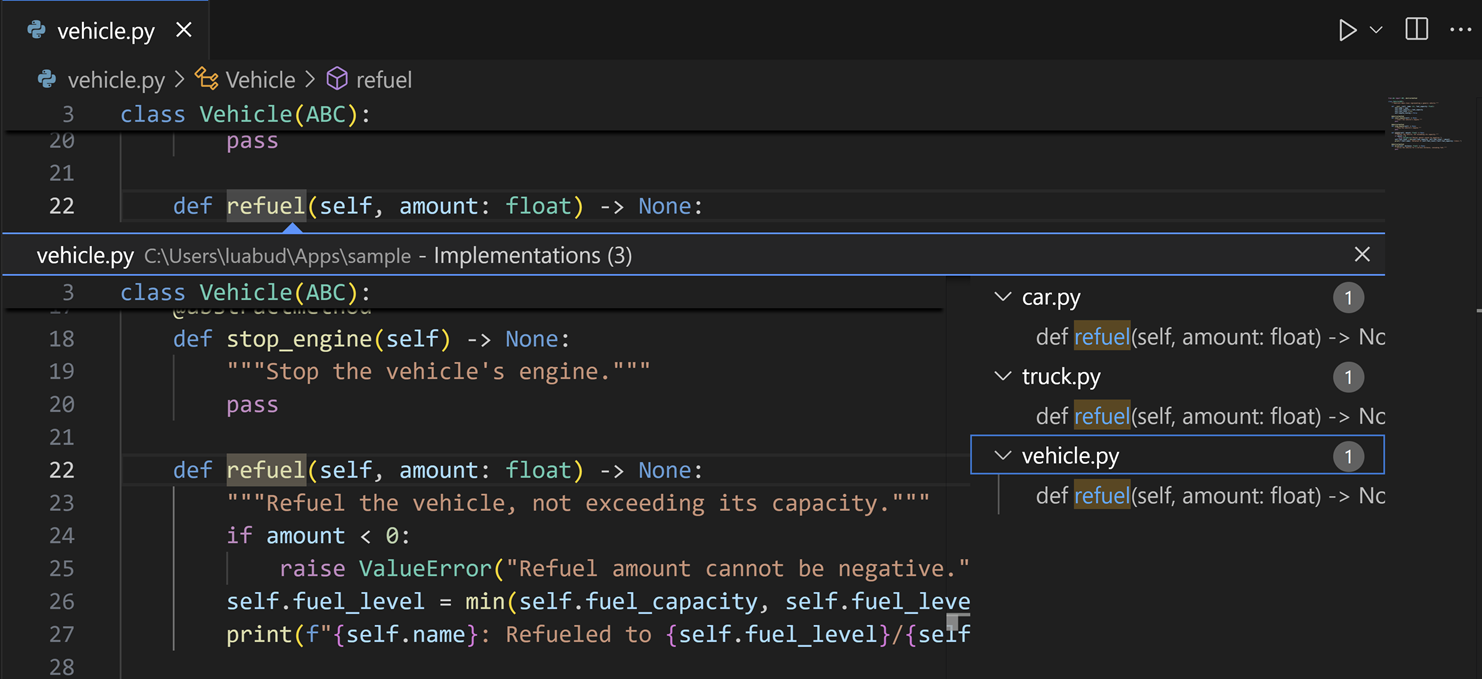 vehicle.py
vehicle.py > Vehicle > refuel
3 class Vehicle(ABC):
20 pass
21
22 def refuel(self, amount: float) -> None:
vehicle.py C:\Users\luabud\Apps\sample - Implementations (3)
3 class Vehicle(ABC):
17 @abstractmethod
18 def stop_engine(self) -> None:
19 """Stop the vehicle's engine."""
20 pass
21
22 def refuel(self, amount: float) -> None:
23 """Refuel the vehicle, not exceeding its capacity."""
24 if amount < 0:
25 raise ValueError("Refuel amount cannot be negative."
26 self.fuel_level = min(self.fuel_capacity, self.fuel_leve
27 print(f"{self.name}: Refueled to {self.fuel_level}/{self
28
car.py 1
def refuel(self, amount: float) -> No
truck.py 1
def refuel(self, amount: float) -> No
vehicle.py 1
def refuel(self, amount: float) -> No